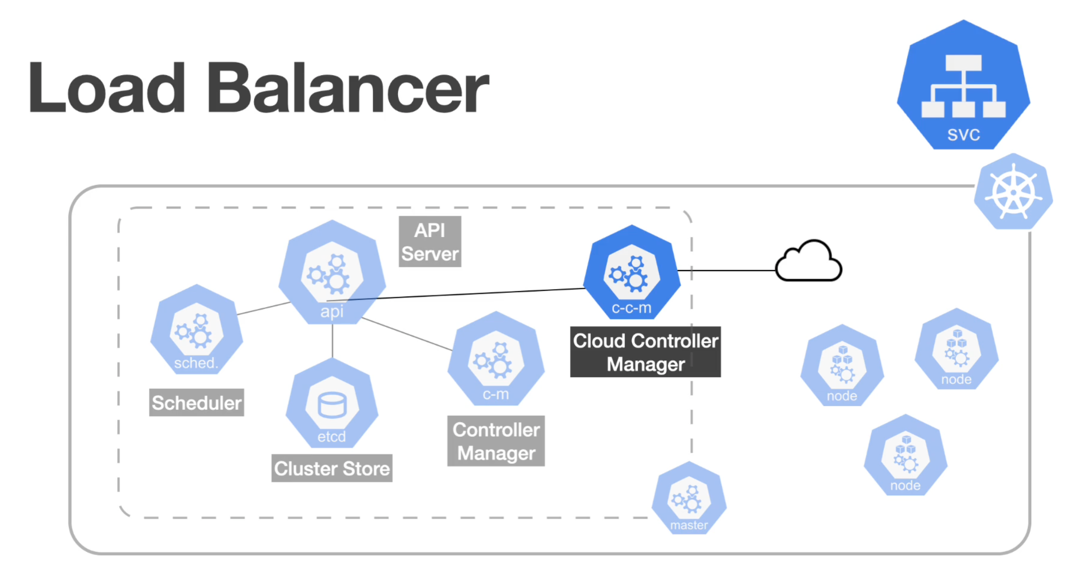 Load Balancer
svc
API
Server
api
c-c-m
Cloud Controller
Manager
sched.
Scheduler
etcd
Cluster Store
c-m
Controller
Manager
node
node
node
master